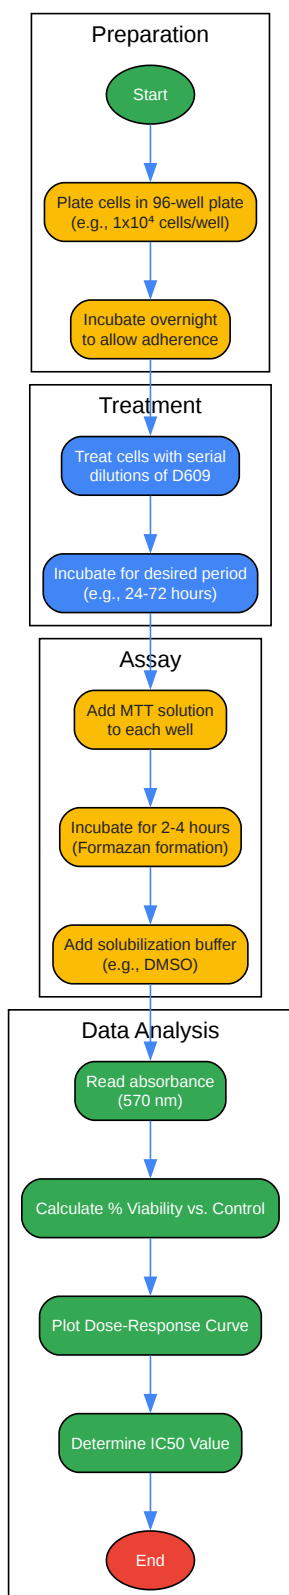 Preparation
Start
Plate cells in 96-well plate
(e.g., 1x10⁴ cells/well)
Incubate overnight
to allow adherence
Treatment
Treat cells with serial
dilutions of D609
Incubate for desired period
(e.g., 24-72 hours)
Assay
Add MTT solution
to each well
Incubate for 2-4 hours
(Formazan formation)
Add solubilization buffer
(e.g., DMSO)
Data Analysis
Read absorbance
(570 nm)
Calculate % Viability vs. Control
Plot Dose-Response Curve
Determine IC50 Value
End